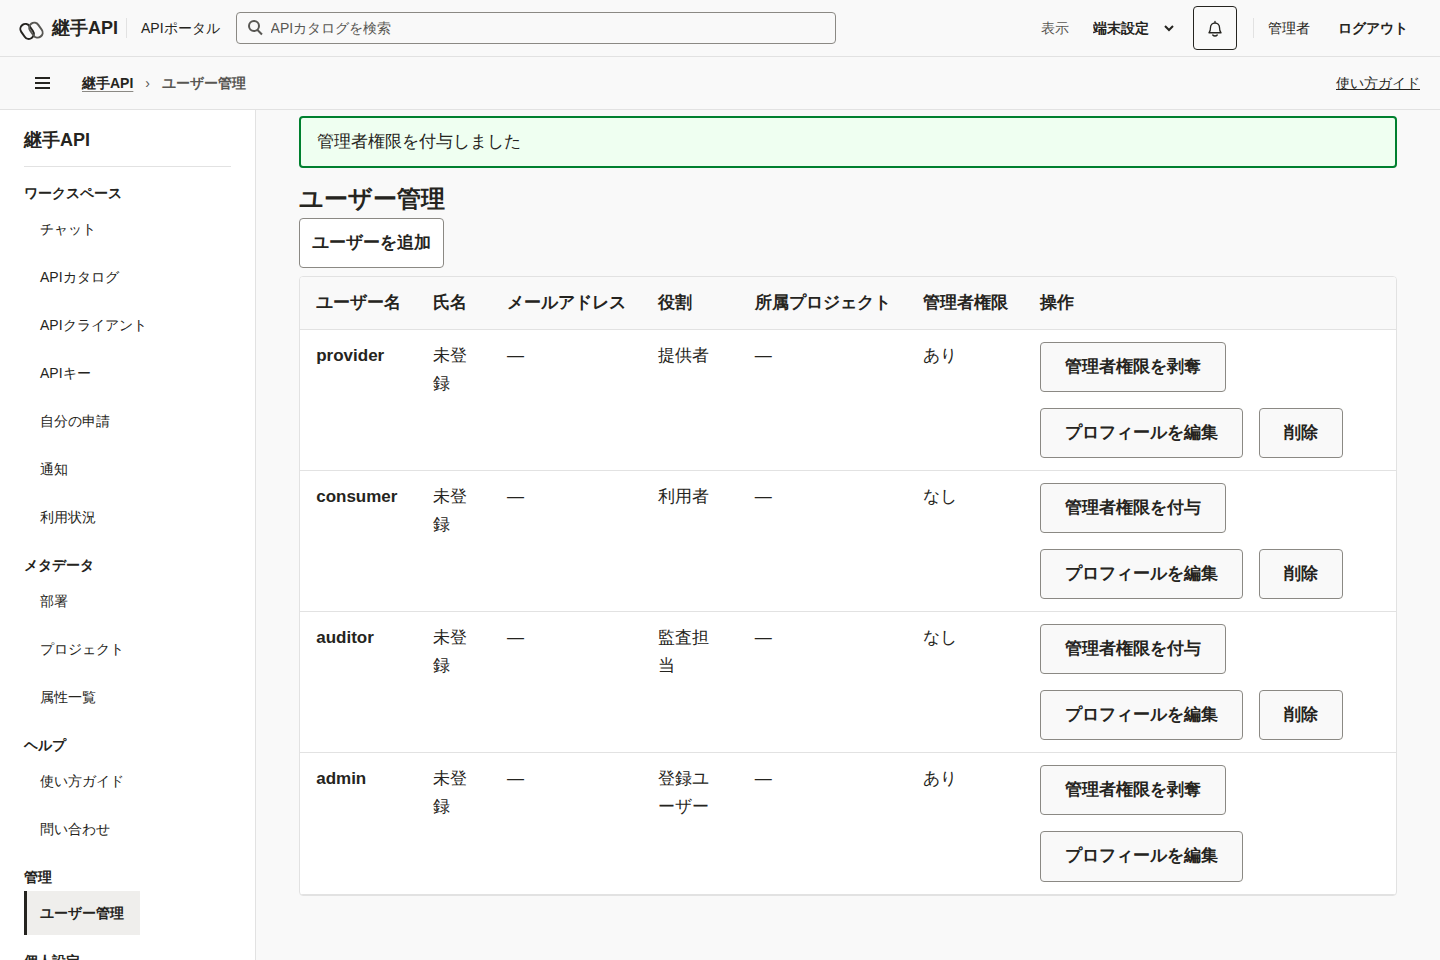 継手API
APIポータル
APIカタログを検索
表示
端末設定
管理者
ログアウト
継手API › ユーザー管理
使い方ガイド
継手API
ワークスペース
チャット
APIカタログ
APIクライアント
APIキー
自分の申請
通知
利用状況
メタデータ
部署
プロジェクト
属性一覧
ヘルプ
使い方ガイド
問い合わせ
管理
ユーザー管理
個人設定
管理者権限を付与しました
ユーザー管理
ユーザーを追加
ユーザー名 氏名 メールアドレス 役割 所属プロジェクト 管理者権限 操作
provider 未登録 — 提供者 — あり 管理者権限を剥奪
プロフィールを編集 削除
consumer 未登録 — 利用者 — なし 管理者権限を付与
プロフィールを編集 削除
auditor 未登録 — 監査担当 — なし 管理者権限を付与
プロフィールを編集 削除
admin 未登録 — 登録ユーザー — あり 管理者権限を剥奪
プロフィールを編集